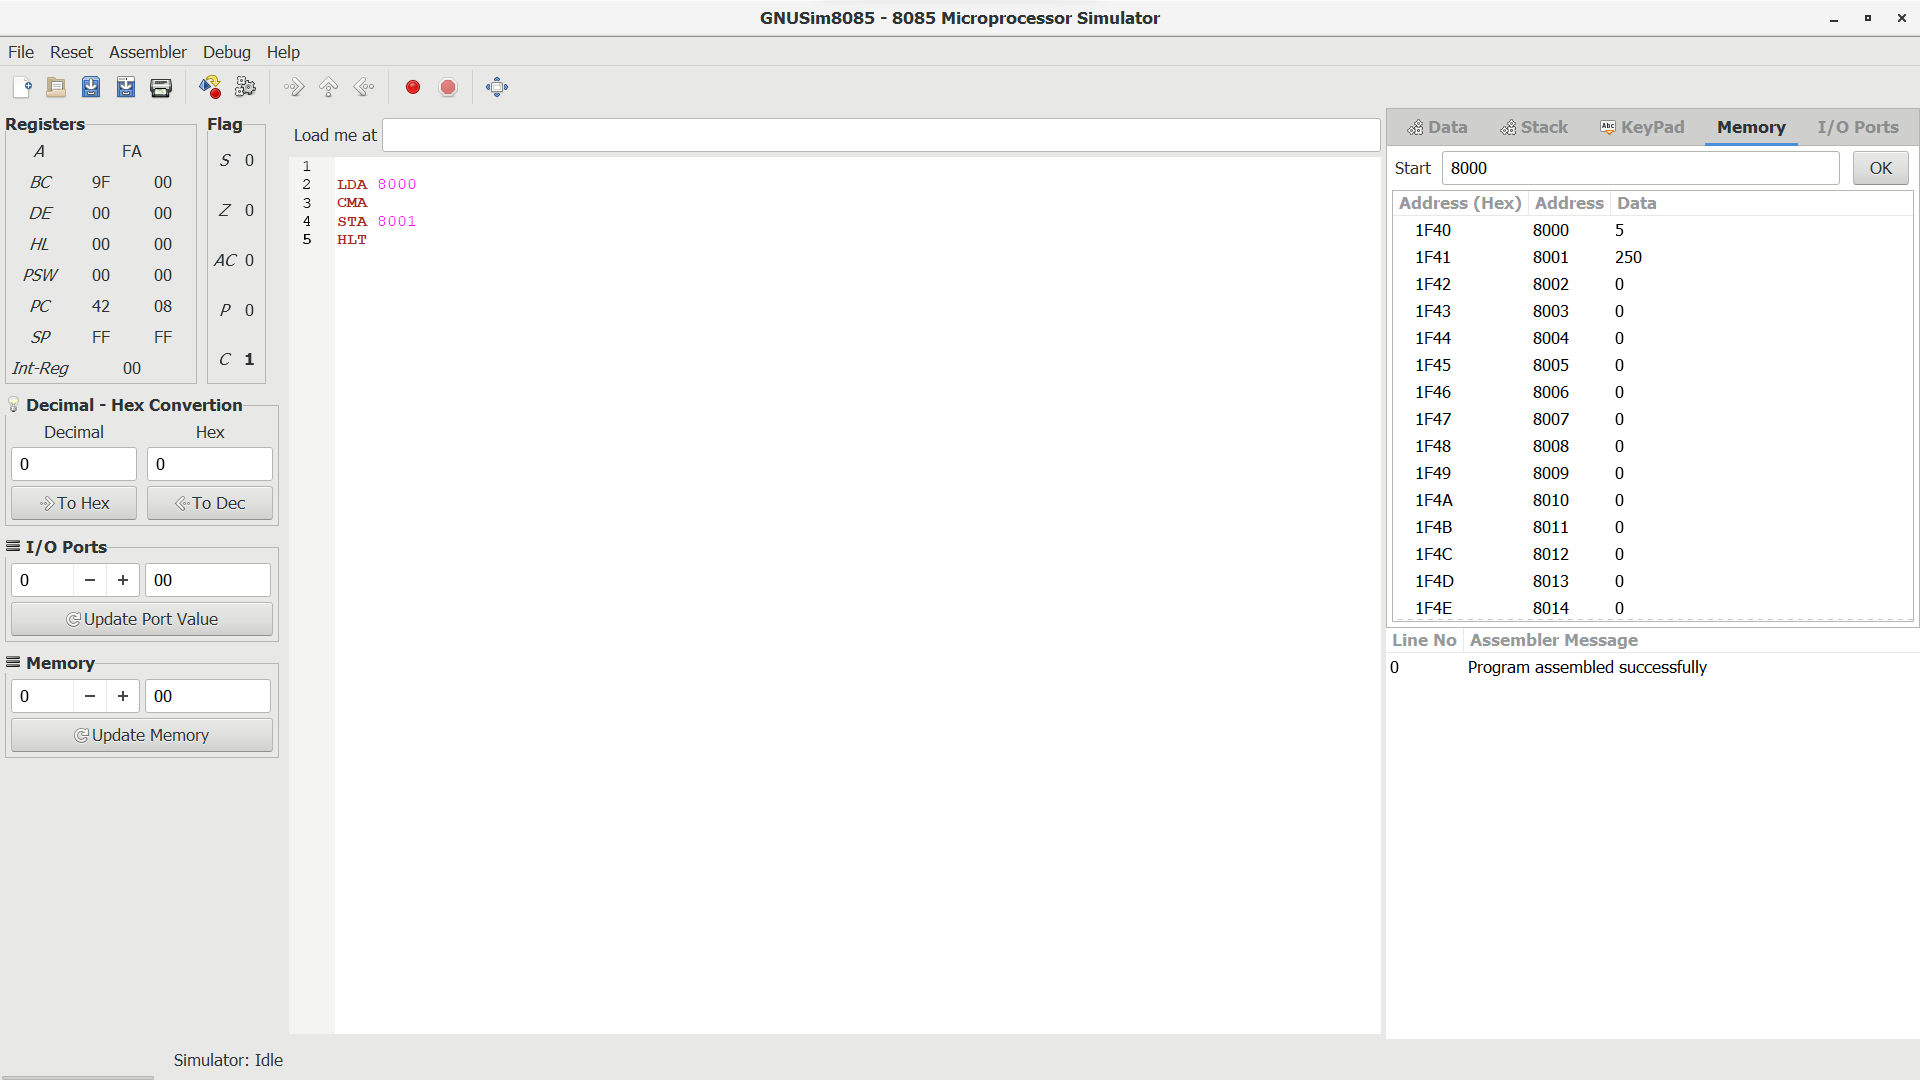 GNUSim8085 - 8085 Microprocessor Simulator
File Reset Assembler Debug Help
Registers
A FA
BC 9F 00
DE 00 00
HL 00 00
PSW 00 00
PC 42 08
SP FF FF
Int-Reg 00
Flag
S 0
Z 0
AC 0
P 0
C 1
Decimal - Hex Convertion
Decimal Hex
0 0
To Hex To Dec
I/O Ports
0 − + 00
Update Port Value
Memory
0 − + 00
Update Memory
Load me at
1
2 LDA 8000
3 CMA
4 STA 8001
5 HLT
Data Stack Abc KeyPad Memory I/O Ports
Start 8000 OK
Address (Hex) Address Data
1F40 8000 5
1F41 8001 250
1F42 8002 0
1F43 8003 0
1F44 8004 0
1F45 8005 0
1F46 8006 0
1F47 8007 0
1F48 8008 0
1F49 8009 0
1F4A 8010 0
1F4B 8011 0
1F4C 8012 0
1F4D 8013 0
1F4E 8014 0
Line No Assembler Message
0 Program assembled successfully
Simulator: Idle